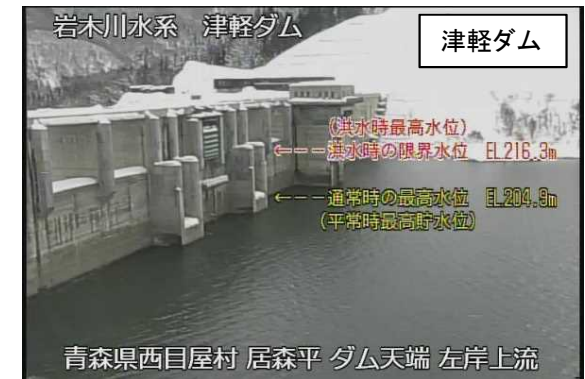 岩木川水系 津軽ダム
津軽ダム
(洪水時最高水位)
←---洪水時の限界水位 EL216.3m
←---通常時の最高水位 EL204.9m
(平常時最高貯水位)
青森県西目屋村 居森平 ダム天端 左岸上流